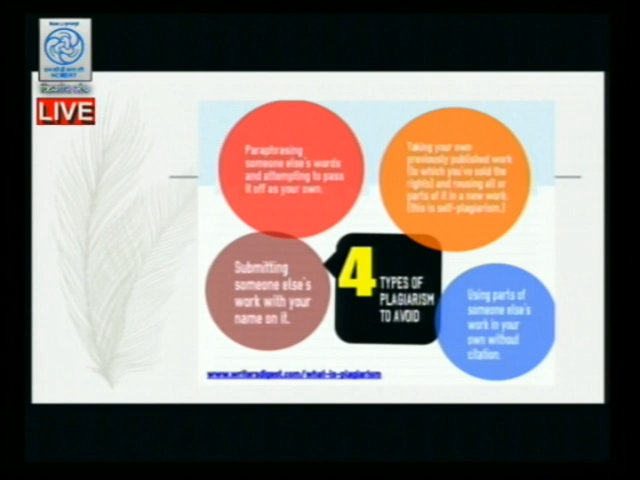 NCERT
LIVE
Paraphrasing
someone else's words
and attempting to pass
it off as your own.
Taking your own
previously published work
(to which you've sold the
rights) and reusing all or
parts of it in a new work.
(this is self-plagiarism.)
Submitting
someone else's
work with your
name on it.
4 TYPES OF
PLAGIARISM
TO AVOID
Using parts of
someone else's
work in your
own without
citation.
www.writersdigest.com/what-is-plagiarism